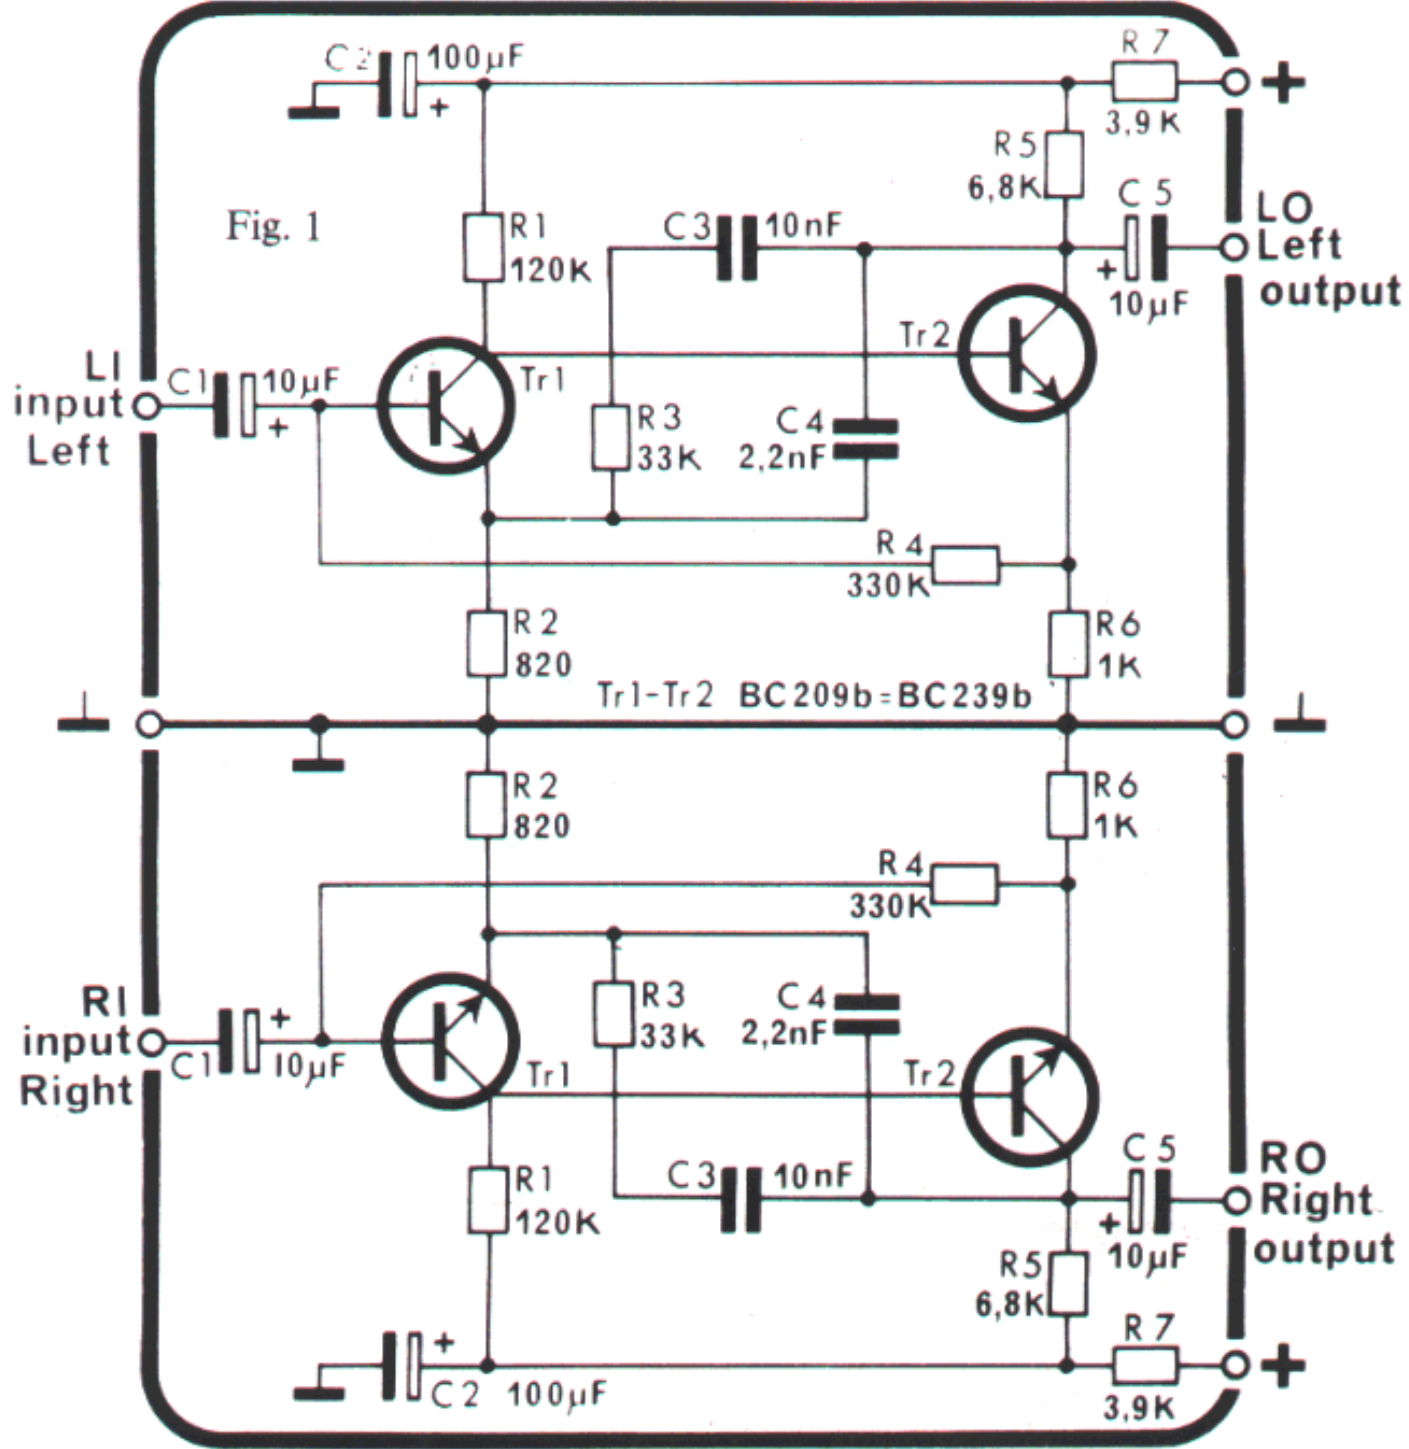 C2 100µF
+
R7
+
3,9K
R5
6,8K
C5
LO
Left
output
+
10µF
Fig. 1
R1
120K
C3 10nF
Tr2
LI
input
Left
C1 10µF
+
Tr1
R3
33K
C4
2,2nF
R4
330K
R2
820
R6
1K
Tr1-Tr2 BC209b=BC239b
R2
820
R6
1K
R4
330K
RI
input
Right
+
C1 10µF
R3
33K
C4
2,2nF
Tr1
Tr2
R1
120K
C3 10nF
C5
RO
Right
output
+
10µF
R5
6,8K
+
C2 100µF
R7
+
3,9K